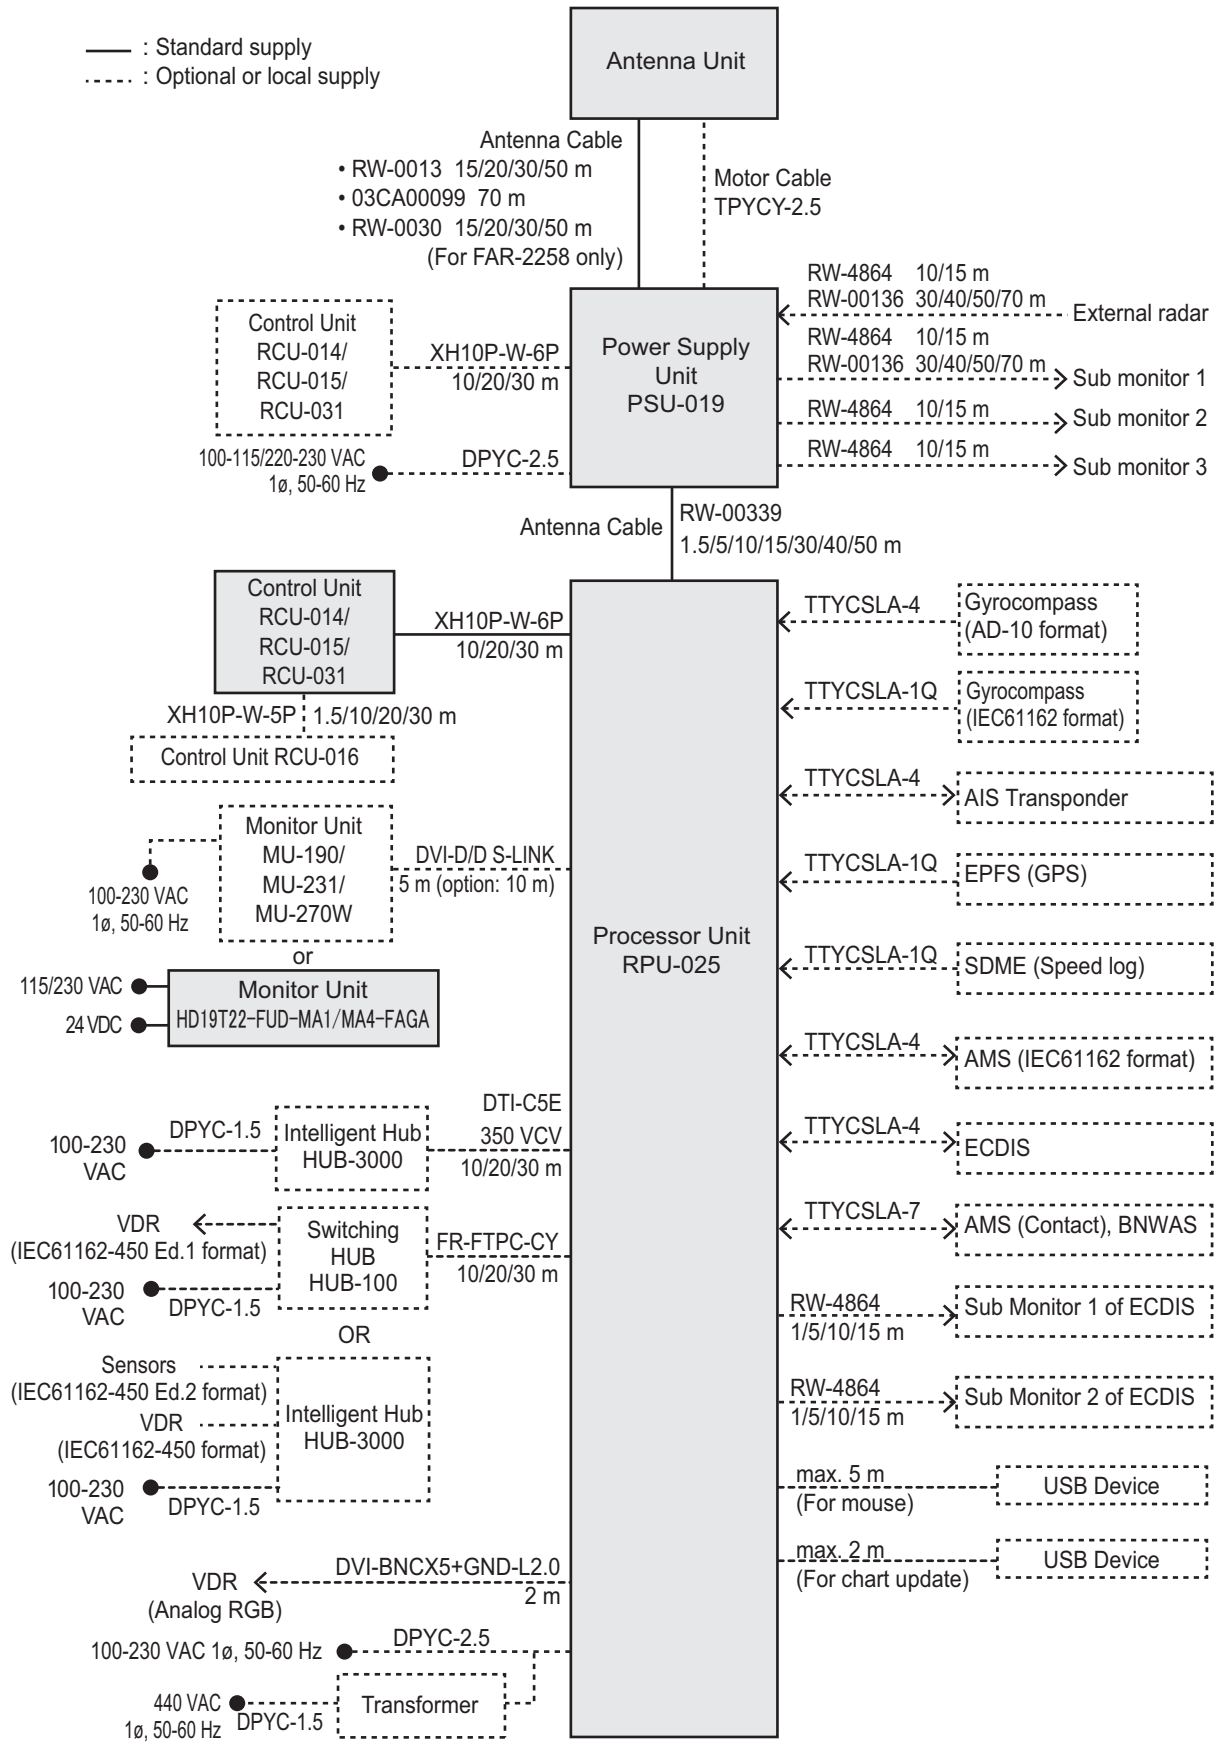 : Standard supply
: Optional or local supply
Antenna Unit
Antenna Cable
• RW-0013 15/20/30/50 m
• 03CA00099 70 m
• RW-0030 15/20/30/50 m
(For FAR-2258 only)
Motor Cable
TPYCY-2.5
Control Unit
RCU-014/
RCU-015/
RCU-031
XH10P-W-6P
10/20/30 m
100-115/220-230 VAC
1ø, 50-60 Hz
DPYC-2.5
Power Supply
Unit
PSU-019
RW-4864 10/15 m
RW-00136 30/40/50/70 m
External radar
RW-4864 10/15 m
RW-00136 30/40/50/70 m
Sub monitor 1
RW-4864 10/15 m
Sub monitor 2
RW-4864 10/15 m
Sub monitor 3
Antenna Cable
RW-00339
1.5/5/10/15/30/40/50 m
Control Unit
RCU-014/
RCU-015/
RCU-031
XH10P-W-6P
10/20/30 m
XH10P-W-5P
1.5/10/20/30 m
Control Unit RCU-016
Monitor Unit
MU-190/
MU-231/
MU-270W
DVI-D/D S-LINK
5 m (option: 10 m)
100-230 VAC
1ø, 50-60 Hz
or
115/230 VAC
24 VDC
Monitor Unit
HD19T22-FUD-MA1/MA4-FAGA
Processor Unit
RPU-025
DTI-C5E
350 VCV
10/20/30 m
Intelligent Hub
HUB-3000
DPYC-1.5
100-230
VAC
VDR
(IEC61162-450 Ed.1 format)
Switching
HUB
HUB-100
FR-FTPC-CY
10/20/30 m
100-230
VAC
DPYC-1.5
OR
Sensors
(IEC61162-450 Ed.2 format)
VDR
(IEC61162-450 format)
Intelligent Hub
HUB-3000
100-230
VAC
DPYC-1.5
VDR
(Analog RGB)
DVI-BNCX5+GND-L2.0
2 m
100-230 VAC 1ø, 50-60 Hz
DPYC-2.5
440 VAC
1ø, 50-60 Hz
DPYC-1.5
Transformer
TTYCSLA-4
Gyrocompass
(AD-10 format)
TTYCSLA-1Q
Gyrocompass
(IEC61162 format)
TTYCSLA-4
AIS Transponder
TTYCSLA-1Q
EPFS (GPS)
TTYCSLA-1Q
SDME (Speed log)
TTYCSLA-4
AMS (IEC61162 format)
TTYCSLA-4
ECDIS
TTYCSLA-7
AMS (Contact), BNWAS
RW-4864
1/5/10/15 m
Sub Monitor 1 of ECDIS
RW-4864
1/5/10/15 m
Sub Monitor 2 of ECDIS
max. 5 m
(For mouse)
USB Device
max. 2 m
(For chart update)
USB Device